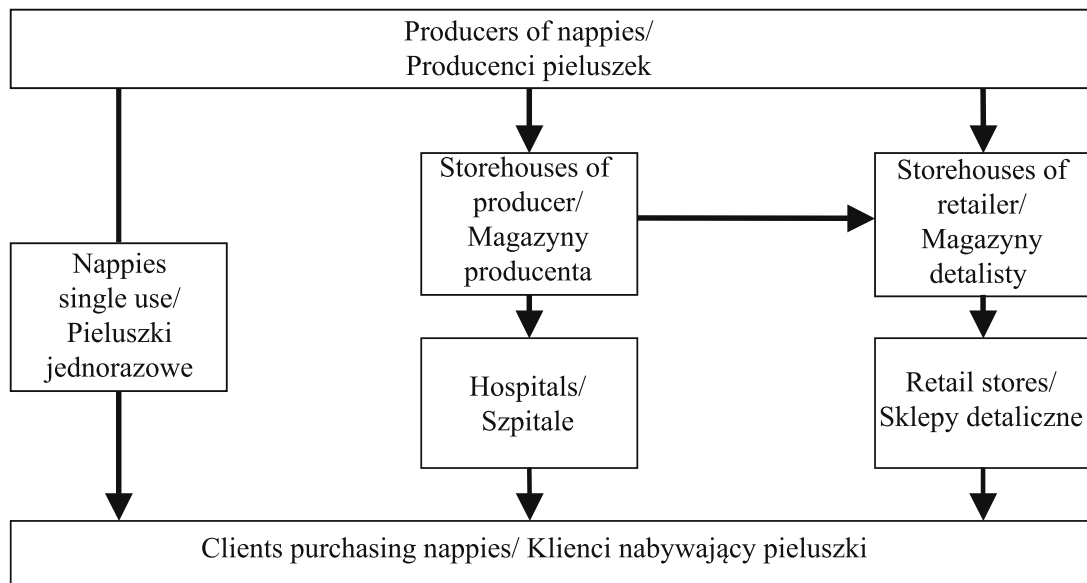 Producers of nappies/
Producenci pieluszek
Storehouses of
producer/
Magazyny
producenta
Storehouses of
retailer/
Magazyny
detalisty
Nappies
single use/
Pieluszki
jednorazowe
Hospitals/
Szpitale
Retail stores/
Sklepy detaliczne
Clients purchasing nappies/ Klienci nabywający pieluszki